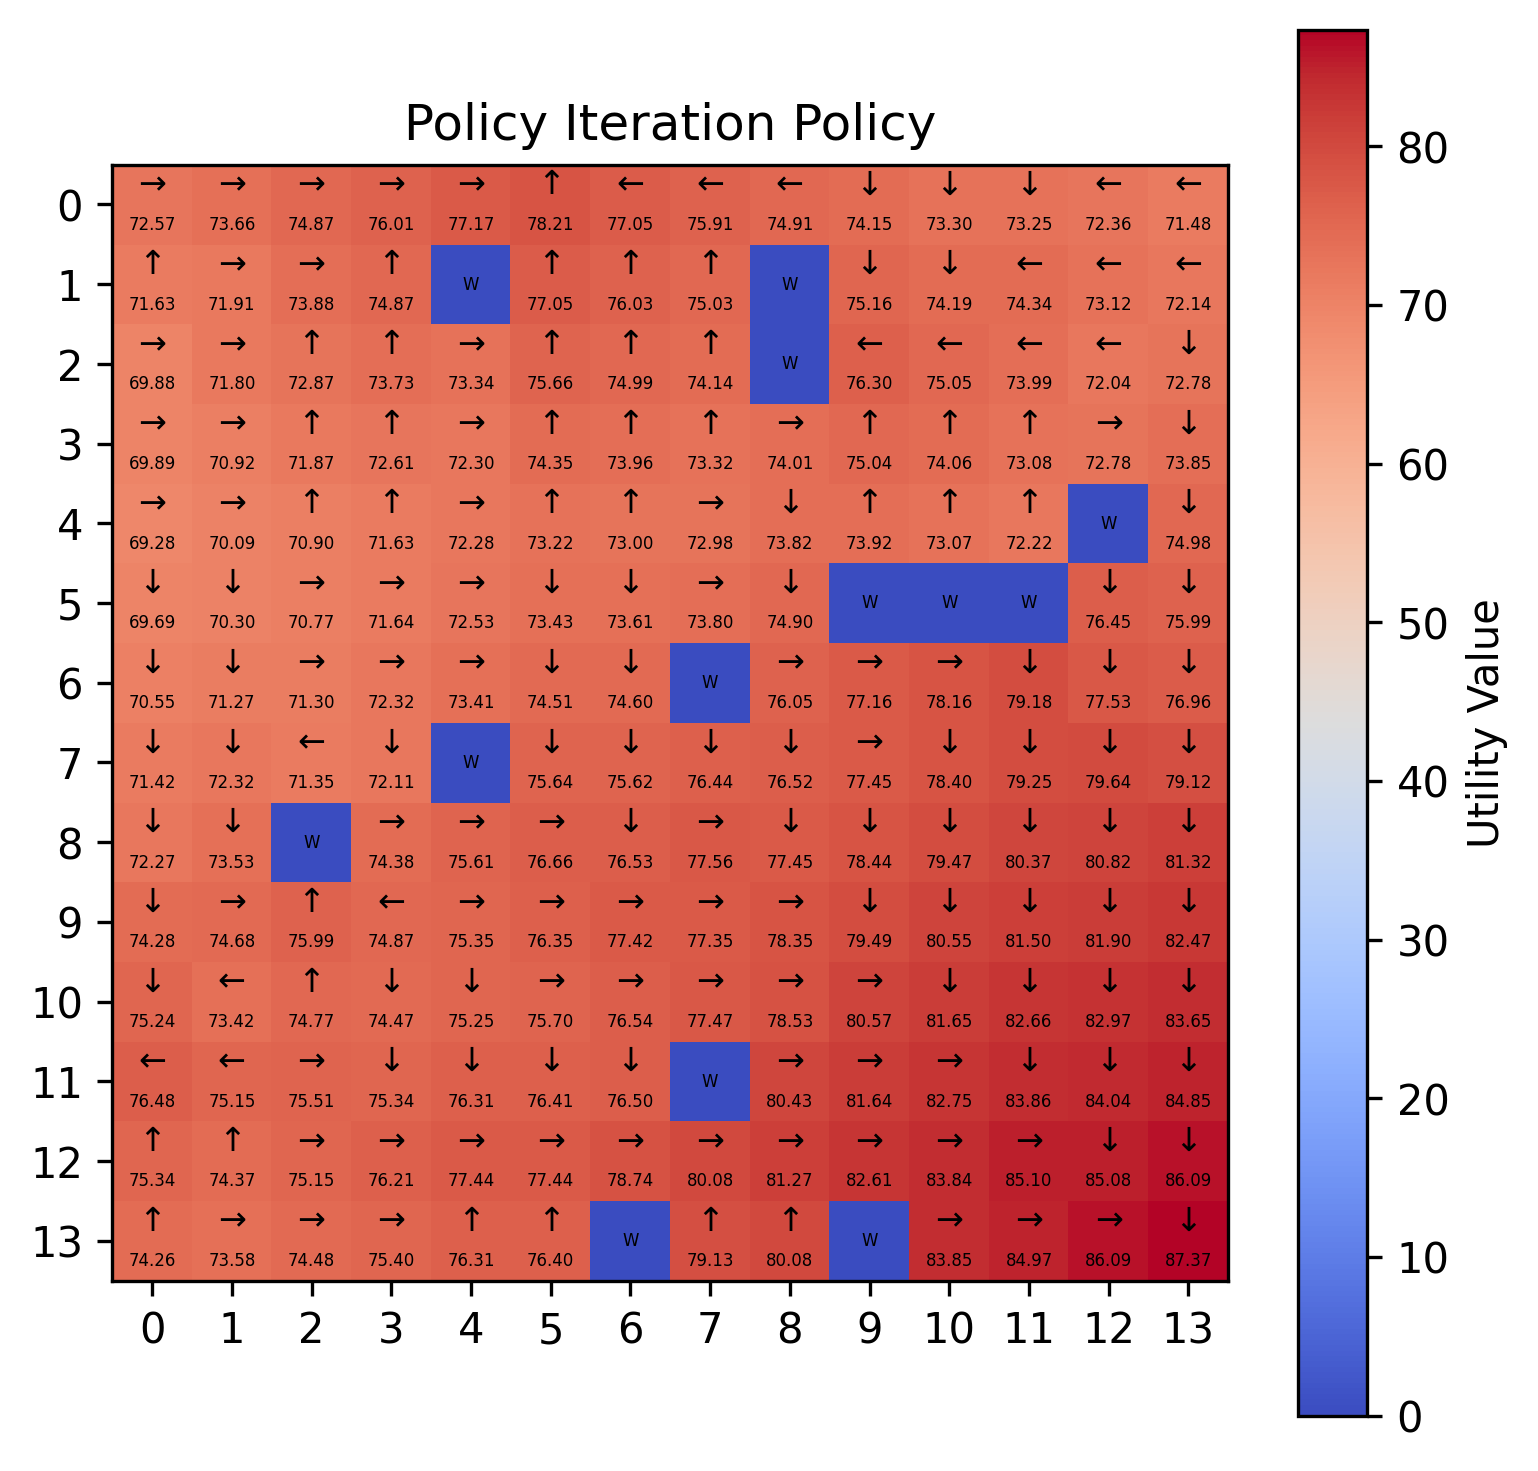 Policy Iteration Policy
0 → → → → → ↑ ← ← ← ↓ ↓ ↓ ← ←
72.57 73.66 74.87 76.01 77.17 78.21 77.05 75.91 74.91 74.15 73.30 73.25 72.36 71.48
1 ↑ → → ↑ W ↑ ↑ ↑ W ↓ ↓ ← ← ←
71.63 71.91 73.88 74.87 77.05 76.03 75.03 75.16 74.19 74.34 73.12 72.14
2 → → ↑ ↑ → ↑ ↑ ↑ W ← ← ← ← ↓
69.88 71.80 72.87 73.73 73.34 75.66 74.99 74.14 76.30 75.05 73.99 72.04 72.78
3 → → ↑ ↑ → ↑ ↑ ↑ → ↑ ↑ ↑ → ↓
69.89 70.92 71.87 72.61 72.30 74.35 73.96 73.32 74.01 75.04 74.06 73.08 72.78 73.85
4 → → ↑ ↑ → ↑ ↑ → ↓ ↑ ↑ ↑ W ↓
69.28 70.09 70.90 71.63 72.28 73.22 73.00 72.98 73.82 73.92 73.07 72.22 74.98
5 ↓ ↓ → → → ↓ ↓ → ↓ W W W ↓ ↓
69.69 70.30 70.77 71.64 72.53 73.43 73.61 73.80 74.90 76.45 75.99
6 ↓ ↓ → → → ↓ ↓ W → → → ↓ ↓ ↓
70.55 71.27 71.30 72.32 73.41 74.51 74.60 76.05 77.16 78.16 79.18 77.53 76.96
7 ↓ ↓ ← ↓ W ↓ ↓ ↓ ↓ → ↓ ↓ ↓ ↓
71.42 72.32 71.35 72.11 75.64 75.62 76.44 76.52 77.45 78.40 79.25 79.64 79.12
8 ↓ ↓ W → → → ↓ → ↓ ↓ ↓ ↓ ↓ ↓
72.27 73.53 74.38 75.61 76.66 76.53 77.56 77.45 78.44 79.47 80.37 80.82 81.32
9 ↓ → ↑ ← → → → → → ↓ ↓ ↓ ↓ ↓
74.28 74.68 75.99 74.87 75.35 76.35 77.42 77.35 78.35 79.49 80.55 81.50 81.90 82.47
10 ↓ ← ↑ ↓ ↓ → → → → → ↓ ↓ ↓ ↓
75.24 73.42 74.77 74.47 75.25 75.70 76.54 77.47 78.53 80.57 81.65 82.66 82.97 83.65
11 ← ← → ↓ ↓ ↓ ↓ W → → → ↓ ↓ ↓
76.48 75.15 75.51 75.34 76.31 76.41 76.50 80.43 81.64 82.75 83.86 84.04 84.85
12 ↑ ↑ → → → → → → → → → → ↓ ↓
75.34 74.37 75.15 76.21 77.44 77.44 78.74 80.08 81.27 82.61 83.84 85.10 85.08 86.09
13 ↑ → → → ↑ ↑ W ↑ ↑ W → → → ↓
74.26 73.58 74.48 75.40 76.31 76.40 79.13 80.08 83.85 84.97 86.09 87.37
0 1 2 3 4 5 6 7 8 9 10 11 12 13
80
70
60
50
40
30
20
10
0
Utility Value